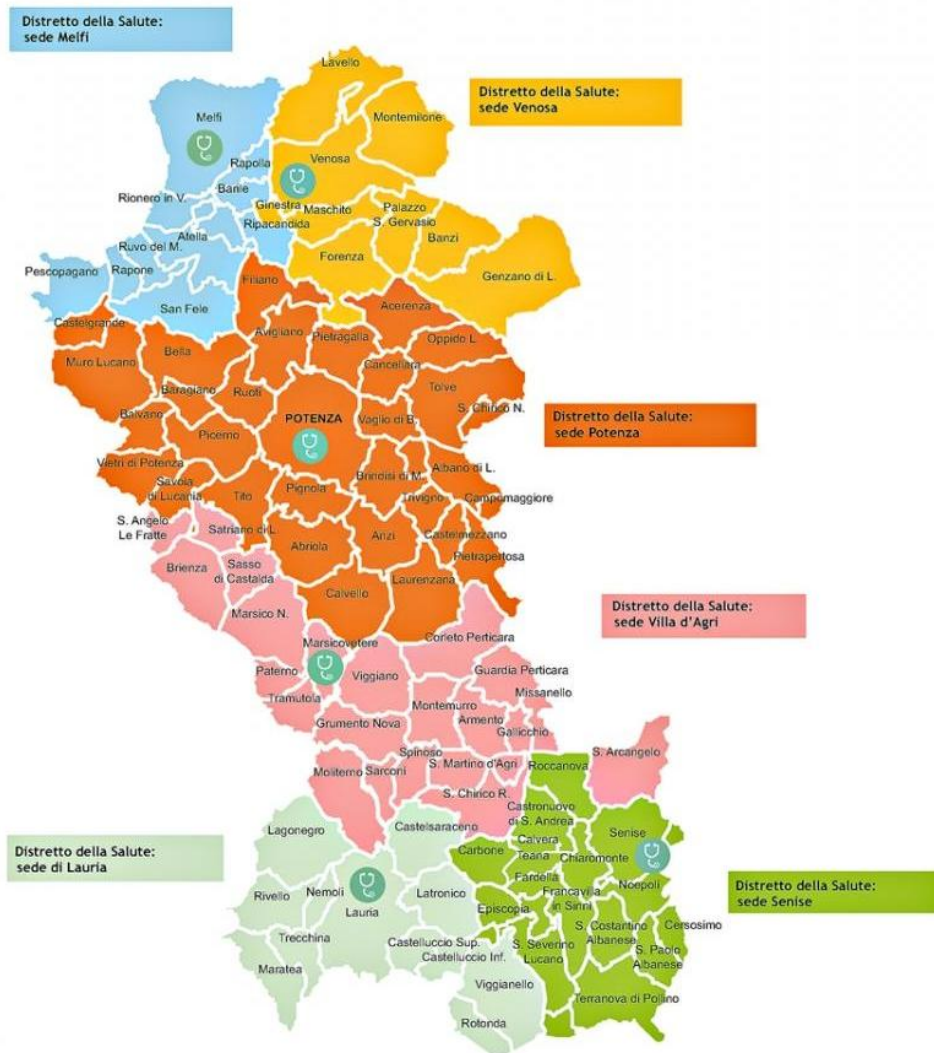 Distretto della Salute:
sede Melfi
Lavello
Distretto della Salute:
sede Venosa
Melfi
Montemilone
Rapolla
Venosa
Barile
Rionero in V.
Ginestra
Maschito
Palazzo
S. Gervasio
Ripacandida
Atella
Ruvo del M.
Banzi
Forenza
Pescopagano
Rapone
Filiano
Genzano di L.
San Fele
Acerenza
Castelgrande
Avigliano
Pietragalla
Oppido L.
Bella
Muro Lucano
Cancellara
Baragiano
Ruoti
Tolve
S. Chirico N.
Balvano
POTENZA
Vaglio di B.
Distretto della Salute:
sede Potenza
Picerno
Vietri di Potenza
Albano di L.
Savoia
di Lucania
Tito
Pignola
Brindisi di M.
Trivigno
Campomaggiore
S. Angelo
Le Fratte
Satriano di L.
Abriola
Anzi
Castelmezzano
Pietrapertosa
Brienza
Sasso
di Castalda
Calvello
Laurenzana
Marsico N.
Distretto della Salute:
sede Villa d'Agri
Marsicovetere
Corleto Perticara
Paterno
Viggiano
Guardia Perticara
Tramutola
Missanello
Montemurro
Grumento Nova
Armento
Gallicchio
Spinoso
S. Arcangelo
Moliterno
Sarconi
S. Martino d'Agri
Roccanova
S. Chirico R.
Castronuovo
di S. Andrea
Lagonegro
Castelsaraceno
Senise
Calvera
Distretto della Salute:
sede di Lauria
Carbone
Teana
Chiaromonte
Fardella
Noepoli
Rivello
Nemoli
Latronico
Francavilla
in Sinni
Distretto della Salute:
sede Senise
Lauria
Episcopia
Cersosimo
S. Costantino
Albanese
Trecchina
Castelluccio Sup.
Castelluccio Inf.
S. Severino
Lucano
S. Paolo
Albanese
Maratea
Viggianello
Terranova di Pollino
Rotonda